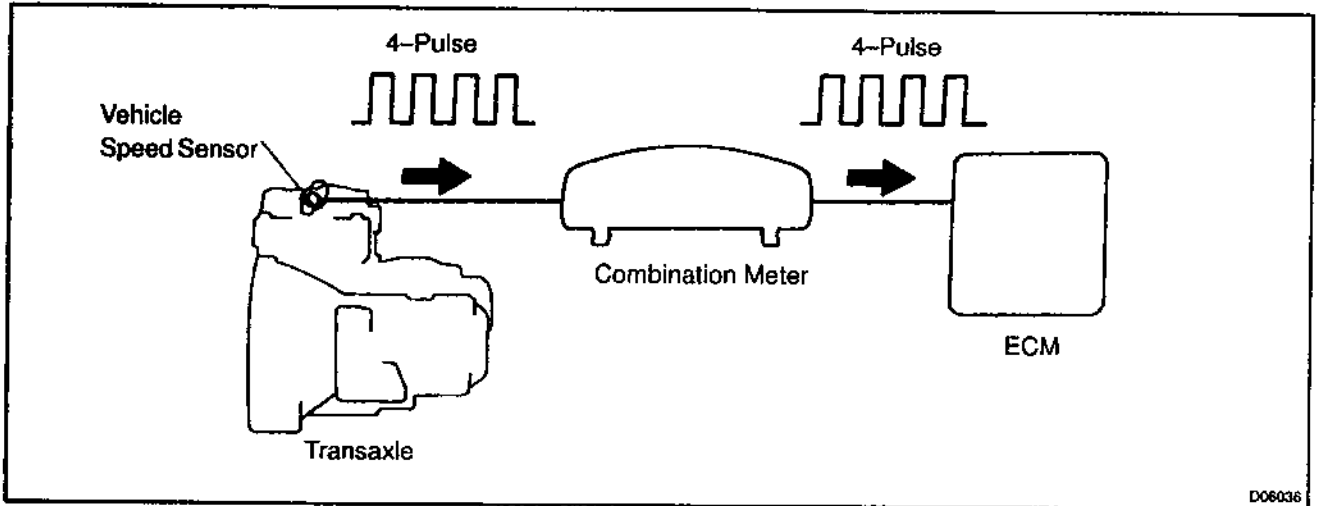 4-Pulse
4-Pulse
Vehicle
Speed Sensor
Combination Meter
ECM
Transaxle
D06036